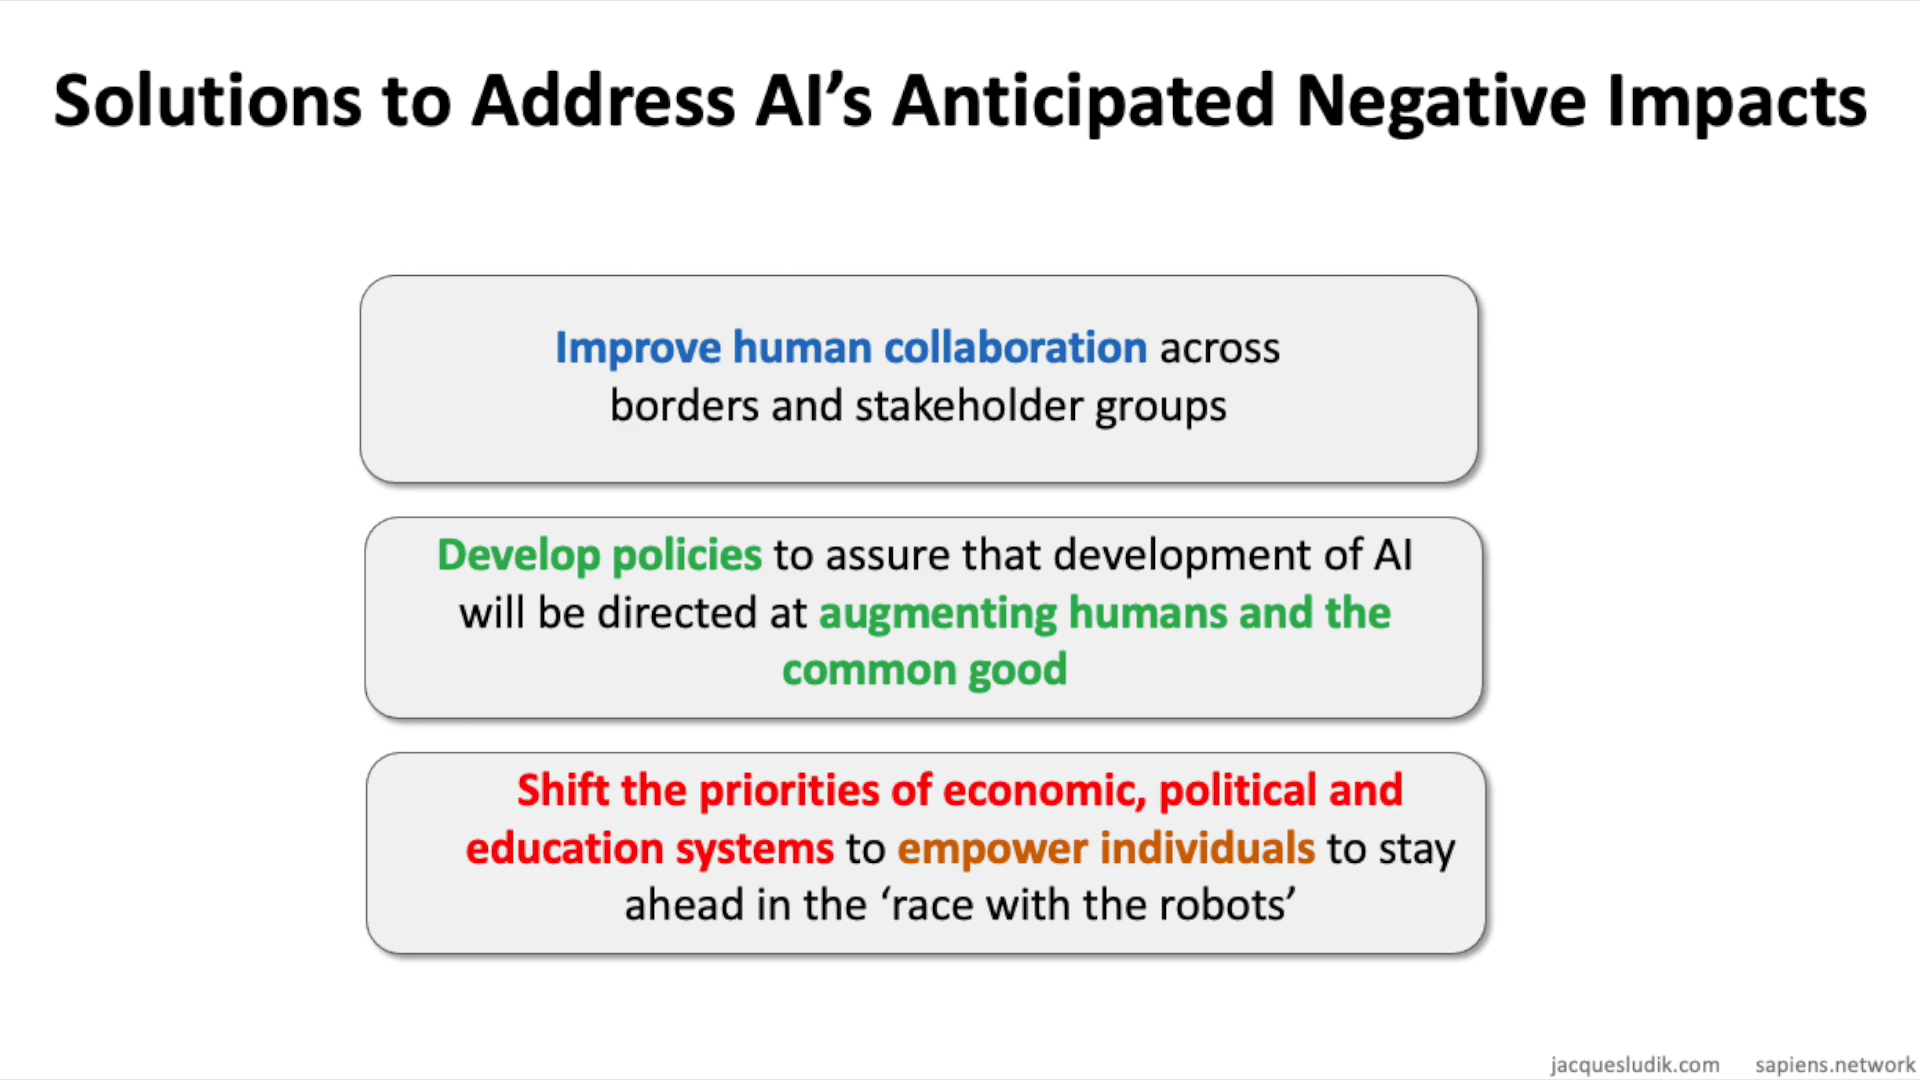 Solutions to Address AI’s Anticipated Negative Impacts
Improve human collaboration across
borders and stakeholder groups
Develop policies to assure that development of AI
will be directed at augmenting humans and the
common good
Shift the priorities of economic, political and
education systems to empower individuals to stay
ahead in the ‘race with the robots’
jacquesludik.com sapiens.network